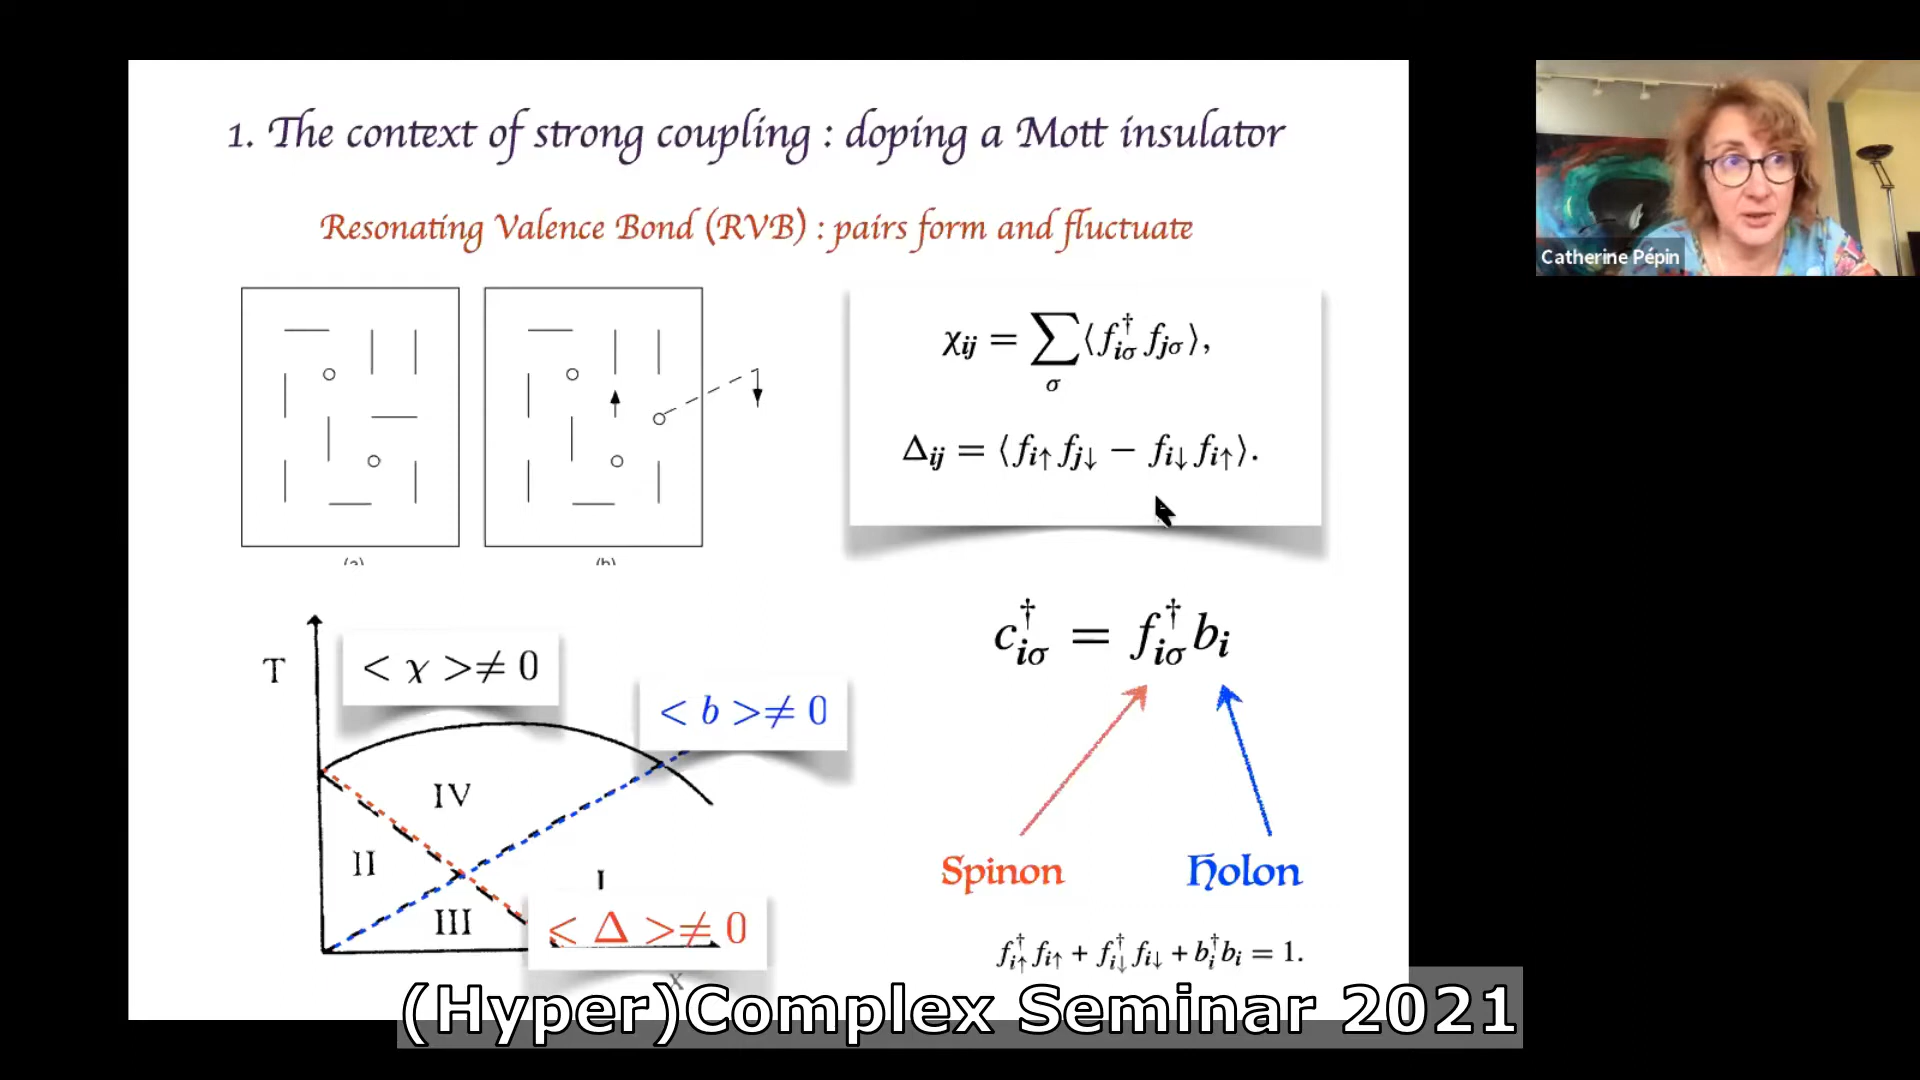 1. The context of strong coupling : doping a Mott insulator
Resonating Valence Bond (RVB) : pairs form and fluctuate
Catherine Pépin
χij = ∑σ ⟨f†iσ fjσ⟩,
Δij = ⟨fi↑ fj↓ − fi↓ fi↑⟩.
(a) (b)
c†iσ = f†iσ bi
T
< χ >≠ 0
< b >≠ 0
IV
II
I
III
< Δ >≠ 0
x
Spinon Holon
f†i↑ fi↑ + f†i↓ fi↓ + b†i bi = 1.
(Hyper)Complex Seminar 2021